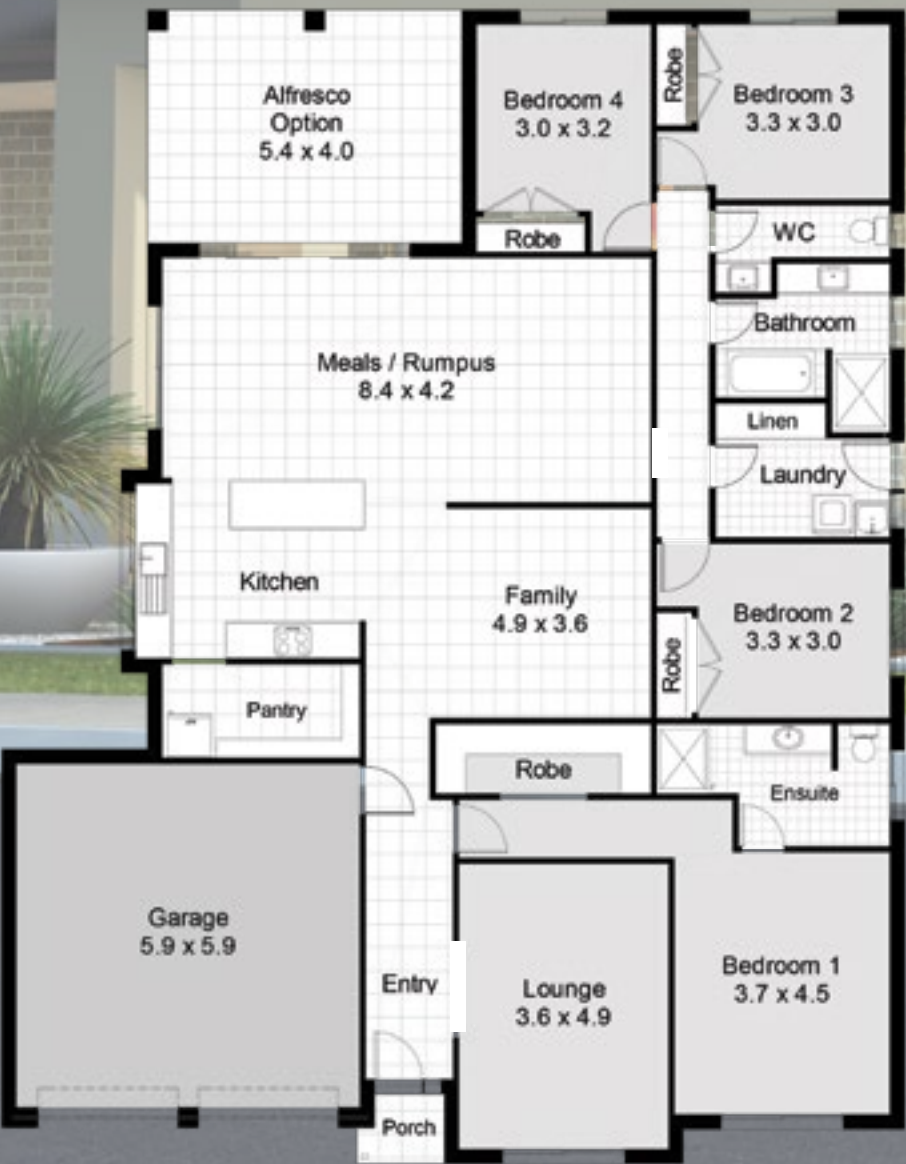 Alfresco
Option
5.4 x 4.0
Bedroom 4
3.0 x 3.2
Robe
Robe
Bedroom 3
3.3 x 3.0
WC
Bathroom
Linen
Laundry
Meals / Rumpus
8.4 x 4.2
Kitchen
Family
4.9 x 3.6
Bedroom 2
3.3 x 3.0
Robe
Pantry
Robe
Ensuite
Garage
5.9 x 5.9
Entry
Lounge
3.6 x 4.9
Bedroom 1
3.7 x 4.5
Porch